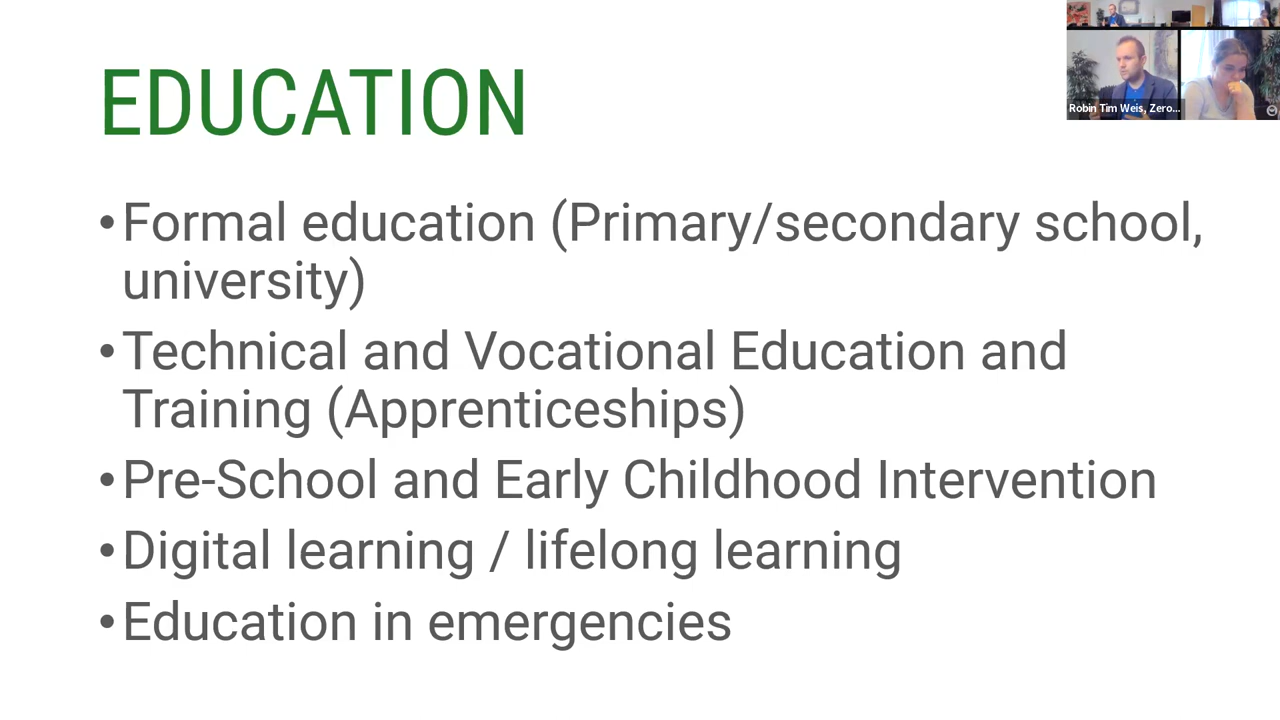 EDUCATION
Robin Tim Weis, Zero...
•Formal education (Primary/secondary school,
university)
•Technical and Vocational Education and
Training (Apprenticeships)
•Pre-School and Early Childhood Intervention
•Digital learning / lifelong learning
•Education in emergencies